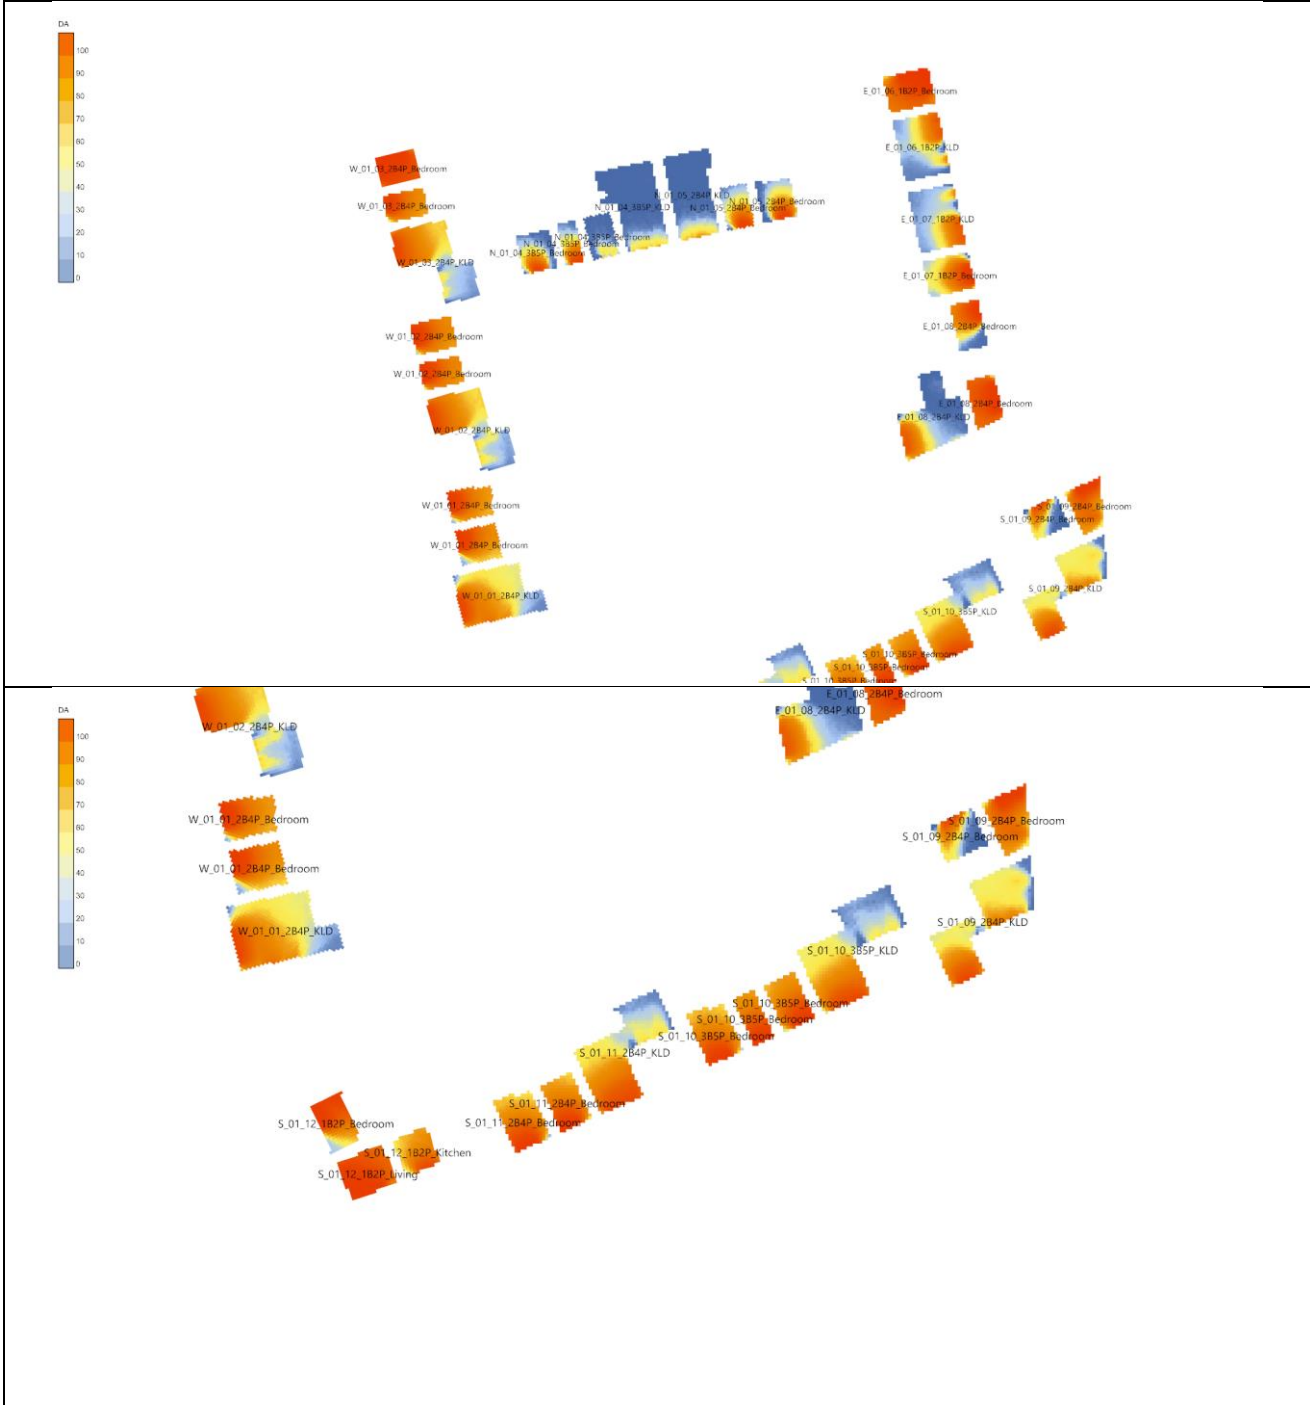 DA
100
90
80
70
60
50
40
30
20
10
0
E_01_06_1B2P_Bedroom
E_01_06_1B2P_KLD
W_01_03_2B4P_Bedroom
W_01_03_2B4P_Bedroom
W_01_03_2B4P_KLD
N_01_05_2B4P_KLD
N_01_04_3B5P_KLD
N_01_05_2B4P_Bedroom
N_01_05_2B4P_Bedroom
N_01_04_3B5P_Bedroom
N_01_04_3B5P_Bedroom
N_01_04_3B5P_Bedroom
E_01_07_1B2P_KLD
E_01_07_1B2P_Bedroom
E_01_08_2B4P_Bedroom
W_01_02_2B4P_Bedroom
W_01_02_2B4P_Bedroom
W_01_02_2B4P_KLD
E_01_08_2B4P_Bedroom
E_01_08_2B4P_KLD
W_01_01_2B4P_Bedroom
W_01_01_2B4P_Bedroom
W_01_01_2B4P_KLD
S_01_09_2B4P_Bedroom
S_01_09_2B4P_Bedroom
S_01_09_2B4P_KLD
S_01_10_3B5P_KLD
S_01_10_3B5P_Bedroom
S_01_10_3B5P_Bedroom
S_01_10_3B5P_Bedroom
DA
100
90
80
70
60
50
40
30
20
10
0
E_01_08_2B4P_Bedroom
E_01_08_2B4P_KLD
W_01_02_2B4P_KLD
W_01_01_2B4P_Bedroom
W_01_01_2B4P_Bedroom
W_01_01_2B4P_KLD
S_01_09_2B4P_Bedroom
S_01_09_2B4P_Bedroom
S_01_09_2B4P_KLD
S_01_10_3B5P_KLD
S_01_10_3B5P_Bedroom
S_01_10_3B5P_Bedroom
S_01_10_3B5P_Bedroom
S_01_11_2B4P_KLD
S_01_11_2B4P_Bedroom
S_01_11_2B4P_Bedroom
S_01_12_1B2P_Bedroom
S_01_12_1B2P_Kitchen
S_01_12_1B2P_Living